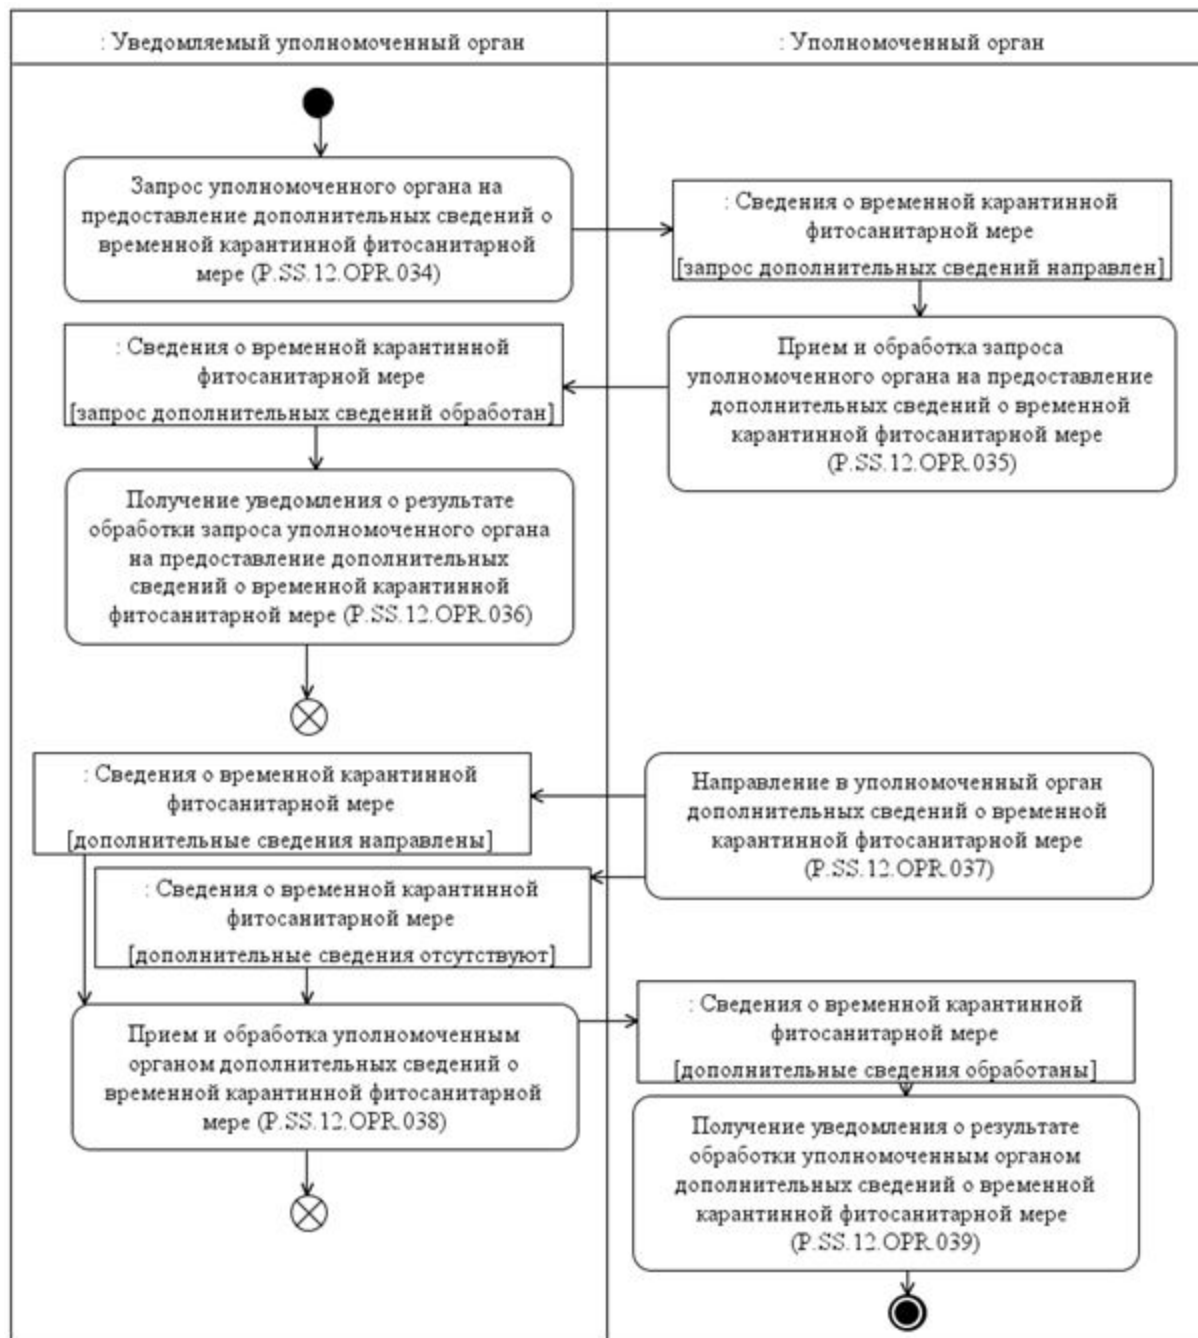 : Уведомляемый уполномоченный орган
: Уполномоченный орган
Запрос уполномоченного органа на
предоставление дополнительных сведений о
временной карантинной фитосанитарной
мере (P.SS.12.OPR.034)
: Сведения о временной карантинной
фитосанитарной мере
[запрос дополнительных сведений направлен]
Прием и обработка запроса
уполномоченного органа на предоставление
дополнительных сведений о временной
карантинной фитосанитарной мере
(P.SS.12.OPR.035)
: Сведения о временной карантинной
фитосанитарной мере
[запрос дополнительных сведений обработан]
Получение уведомления о результате
обработки запроса уполномоченного органа
на предоставление дополнительных
сведений о временной карантинной
фитосанитарной мере (P.SS.12.OPR.036)
Направление в уполномоченный орган
дополнительных сведений о временной
карантинной фитосанитарной мере
(P.SS.12.OPR.037)
: Сведения о временной карантинной
фитосанитарной мере
[дополнительные сведения направлены]
: Сведения о временной карантинной
фитосанитарной мере
[дополнительные сведения отсутствуют]
Прием и обработка уполномоченным
органом дополнительных сведений о
временной карантинной фитосанитарной
мере (P.SS.12.OPR.038)
: Сведения о временной карантинной
фитосанитарной мере
[дополнительные сведения обработаны]
Получение уведомления о результате
обработки уполномоченным органом
дополнительных сведений о временной
карантинной фитосанитарной мере
(P.SS.12.OPR.039)